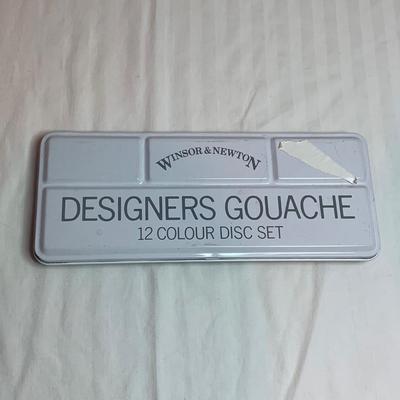 WINSOR & NEWTON
DESIGNERS GOUACHE
12 COLOUR DISC SET